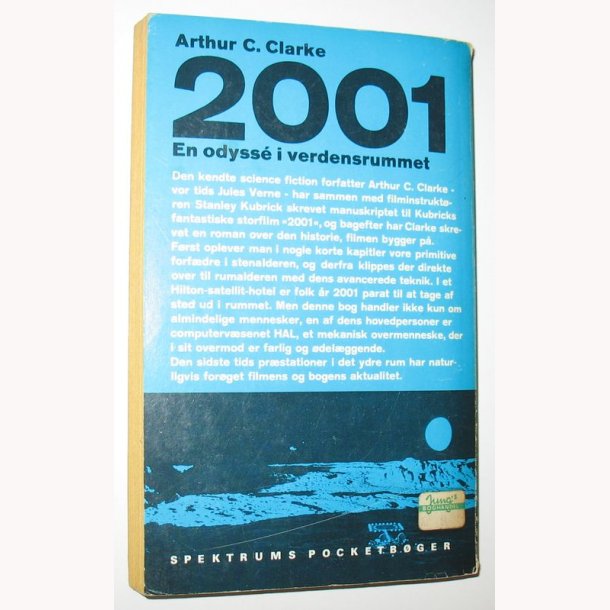 Arthur C. Clarke
2001
En odyssé i verdensrummet
Den kendte science fiction forfatter Arthur C. Clarke -
vor tids Jules Verne - har sammen med filminstruktø-
ren Stanley Kubrick skrevet manuskriptet til Kubricks
fantastiske storfilm »2001«, og bagefter har Clarke skre-
vet en roman over den historie, filmen bygger på.
Først oplever man i nogle korte kapitler vore primitive
forfædre i stenalderen, og derfra klippes der direkte
over til rumalderen med dens avancerede teknik. I et
Hilton-satellit-hotel er folk år 2001 parat til at tage af
sted ud i rummet. Men denne bog handler ikke kun om
almindelige mennesker, en af dens hovedpersoner er
computervæsenet HAL, et mekanisk overmenneske, der
i sit overmod er farlig og ødelæggende.
Den sidste tids præstationer i det ydre rum har natur-
ligvis forøget filmens og bogens aktualitet.
Jung's
BOGHANDEL
SPEKTRUMS POCKETBØGER